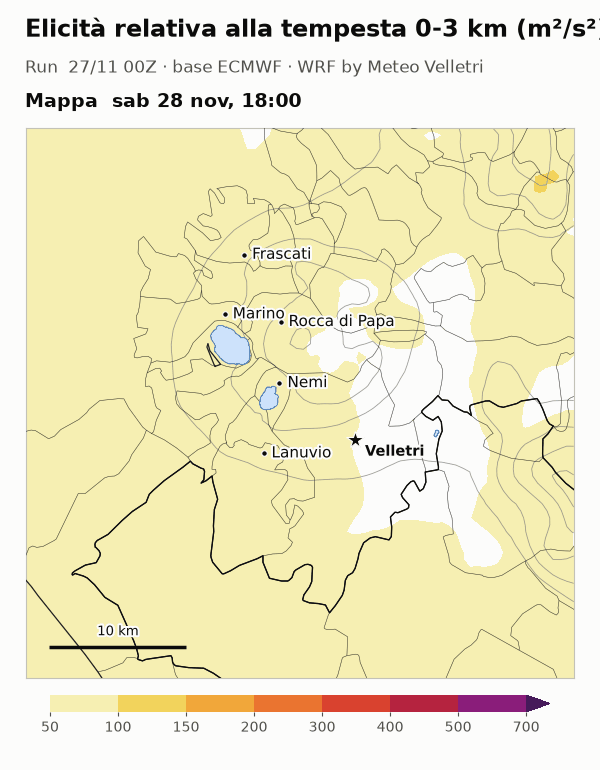 Elicità relativa alla tempesta 0-3 km (m²/s²)
Run  27/11 00Z · base ECMWF · WRF by Meteo Velletri
Mappa  sab 28 nov, 18:00
Frascati
Marino
Rocca di Papa
Nemi
Velletri
Lanuvio
10 km
50 100 150 200 300 400 500 700